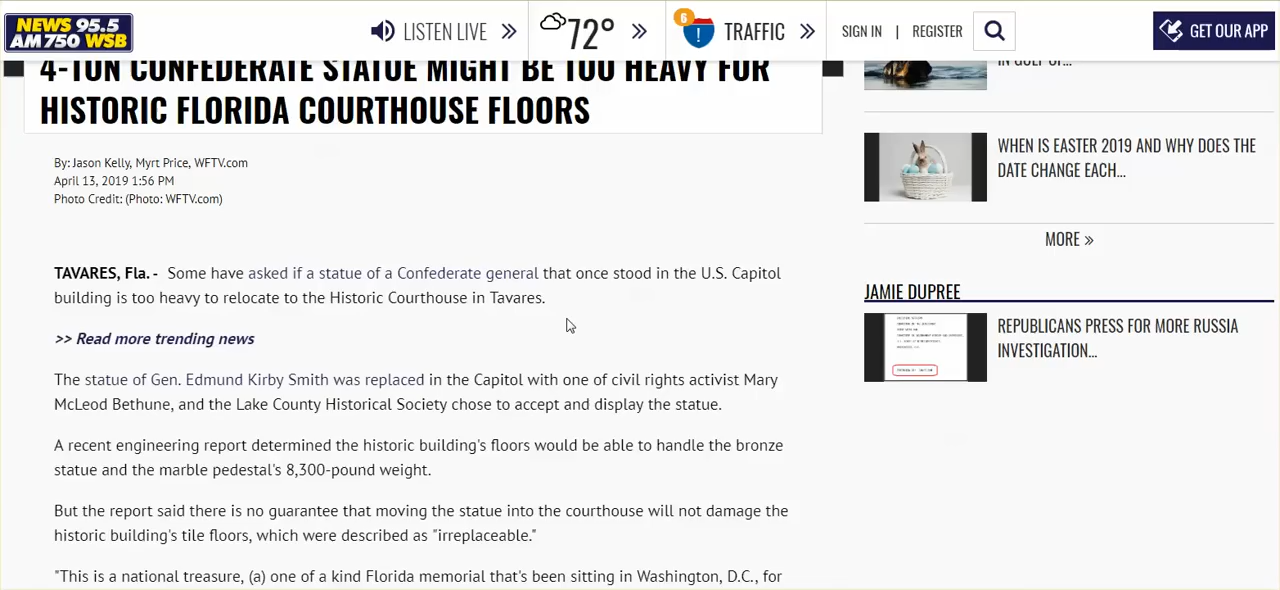 NEWS 95.5
AM750 WSB
LISTEN LIVE
72°
6
TRAFFIC
SIGN IN | REGISTER
GET OUR APP
4-TON CONFEDERATE STATUE MIGHT BE TOO HEAVY FOR
HISTORIC FLORIDA COURTHOUSE FLOORS
By: Jason Kelly, Myrt Price, WFTV.com
April 13, 2019 1:56 PM
Photo Credit: (Photo: WFTV.com)
TAVARES, Fla. - Some have asked if a statue of a Confederate general that once stood in the U.S. Capitol
building is too heavy to relocate to the Historic Courthouse in Tavares.
>> Read more trending news
The statue of Gen. Edmund Kirby Smith was replaced in the Capitol with one of civil rights activist Mary
McLeod Bethune, and the Lake County Historical Society chose to accept and display the statue.
A recent engineering report determined the historic building's floors would be able to handle the bronze
statue and the marble pedestal's 8,300-pound weight.
But the report said there is no guarantee that moving the statue into the courthouse will not damage the
historic building's tile floors, which were described as "irreplaceable."
"This is a national treasure, (a) one of a kind Florida memorial that's been sitting in Washington, D.C., for
IN GULF OF...
WHEN IS EASTER 2019 AND WHY DOES THE
DATE CHANGE EACH...
MORE »
JAMIE DUPREE
REPUBLICANS PRESS FOR MORE RUSSIA
INVESTIGATION...